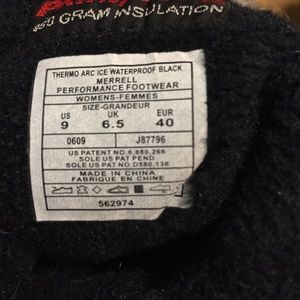 GRAM INSULATION
THERMO ARC ICE WATERPROOF BLACK
MERRELL
PERFORMANCE FOOTWEAR
WOMENS-FEMMES
SIZE-GRANDEUR
US UK EUR
9 6.5 40
0609 J87796
US PATENT NO.6,880,266
SOLE US PAT PEND
SOLE US PAT NO.D580,136
MADE IN CHINA
FABRIQUE EN CHINE
562974